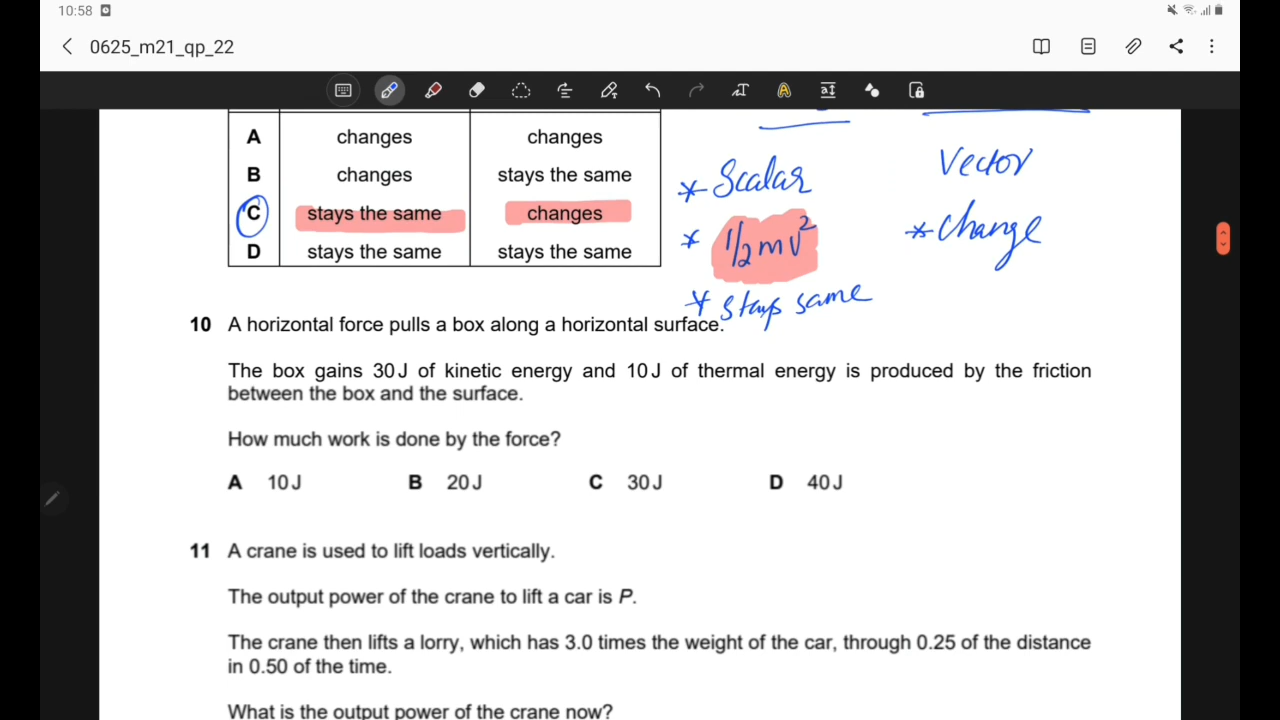 10:58
0625_m21_qp_22
A changes changes
B changes stays the same
C stays the same changes
D stays the same stays the same
* Scalar
* 1/2 mv²
* stays same
Vector
* change
10 A horizontal force pulls a box along a horizontal surface.
The box gains 30 J of kinetic energy and 10 J of thermal energy is produced by the friction
between the box and the surface.
How much work is done by the force?
A 10 J B 20 J C 30 J D 40 J
11 A crane is used to lift loads vertically.
The output power of the crane to lift a car is P.
The crane then lifts a lorry, which has 3.0 times the weight of the car, through 0.25 of the distance
in 0.50 of the time.
What is the output power of the crane now?